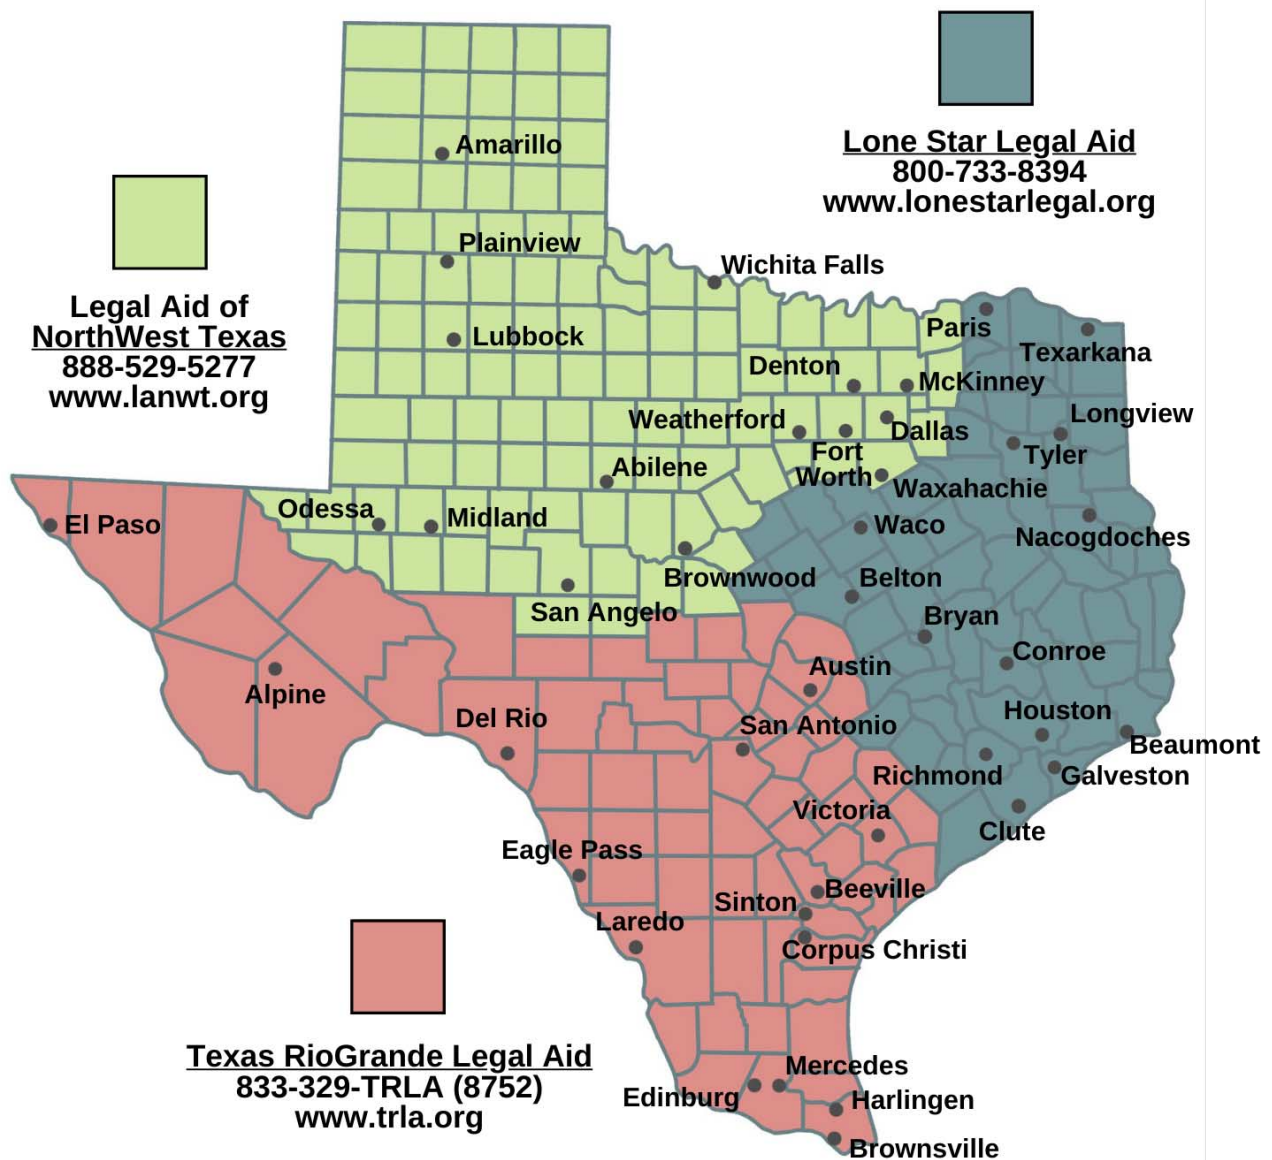 Lone Star Legal Aid
800-733-8394
www.lonestarlegal.org
Legal Aid of
NorthWest Texas
888-529-5277
www.lanwt.org
Amarillo
Plainview
Wichita Falls
Lubbock
Paris
Texarkana
Denton
McKinney
Weatherford
Longview
Dallas
Fort
Worth
Tyler
Abilene
Waxahachie
Odessa
Midland
El Paso
Waco
Nacogdoches
Brownwood
Belton
San Angelo
Bryan
Conroe
Austin
Alpine
Del Rio
San Antonio
Houston
Beaumont
Richmond
Galveston
Victoria
Clute
Eagle Pass
Beeville
Sinton
Laredo
Corpus Christi
Texas RioGrande Legal Aid
833-329-TRLA (8752)
www.trla.org
Mercedes
Edinburg
Harlingen
Brownsville